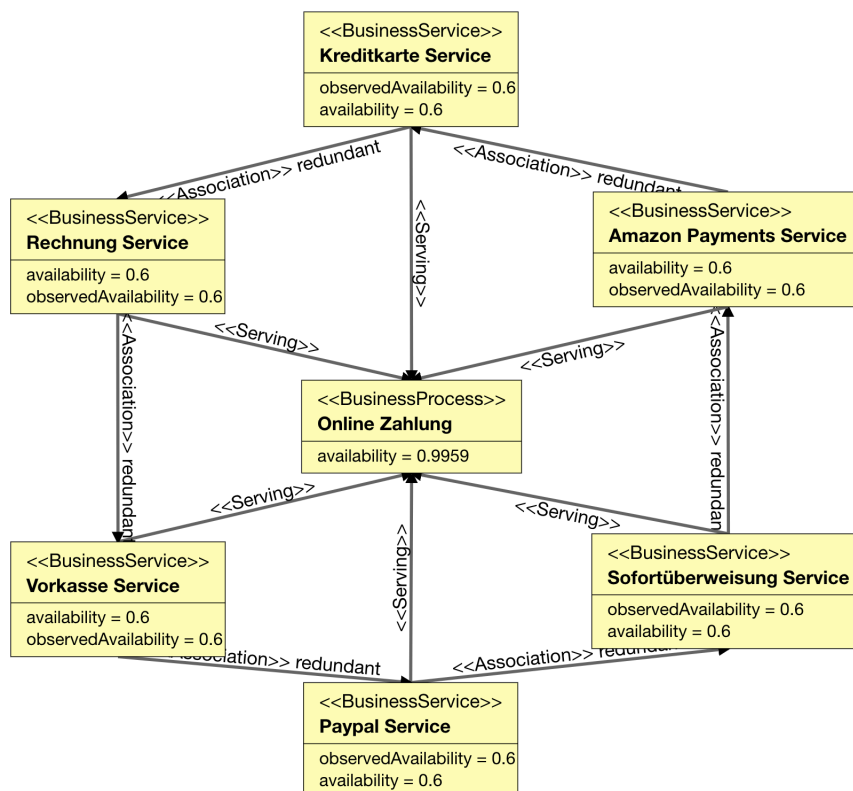 <<BusinessService>>
Kreditkarte Service
observedAvailability = 0.6
availability = 0.6
<<Association>> redundant
<<Association>> redundant
<<BusinessService>>
Rechnung Service
availability = 0.6
observedAvailability = 0.6
<<Serving>>
<<BusinessService>>
Amazon Payments Service
availability = 0.6
observedAvailability = 0.6
<<Serving>>
<<Serving>>
<<Association>> redundant
<<Association>> redundant
<<BusinessProcess>>
Online Zahlung
availability = 0.9959
<<Serving>>
<<Serving>>
<<Serving>>
<<BusinessService>>
Vorkasse Service
availability = 0.6
observedAvailability = 0.6
<<BusinessService>>
Sofortüberweisung Service
observedAvailability = 0.6
availability = 0.6
<<Association>> redundant
<<Association>> redundant
<<BusinessService>>
Paypal Service
observedAvailability = 0.6
availability = 0.6